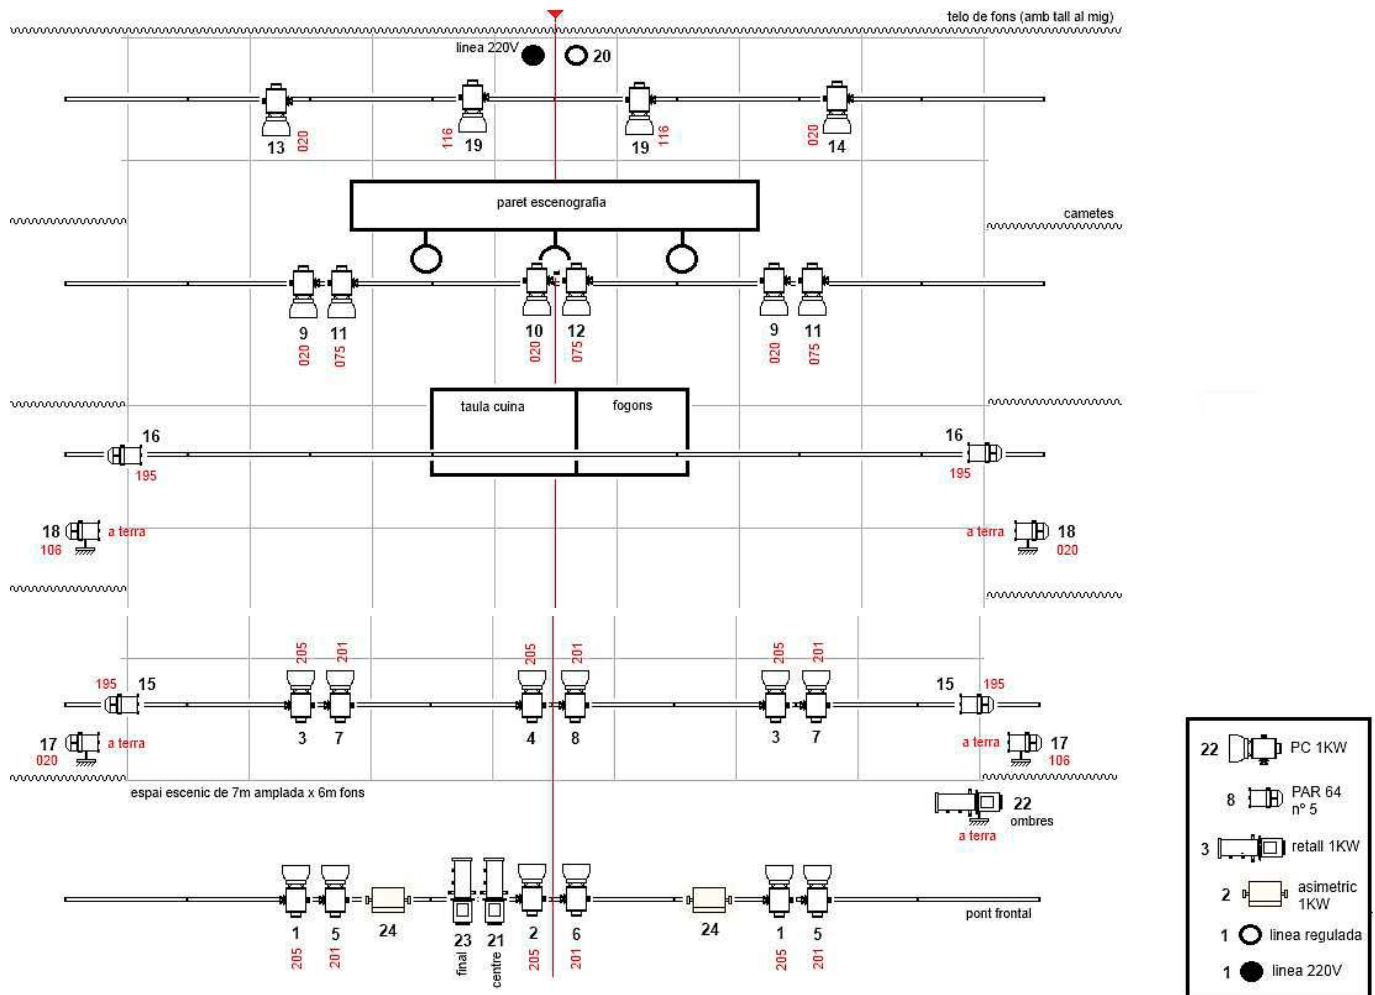 telo de fons (amb tall al mig)
linea 220V
20
13
020
116
19
19
116
020
14
paret escenografia
cametes
9
11
10
12
9
11
020
075
020
075
020
075
taula cuina
fogons
16
195
16
195
18
a terra
106
a terra
18
020
205
201
205
201
205
201
195
15
15
195
3
7
4
8
3
7
17
a terra
020
a terra
17
106
espai escenic de 7m amplada x 6m fons
22
ombres
a terra
pont frontal
1
5
24
23
21
2
6
24
1
5
205
201
final
centre
205
201
205
201
22 PC 1KW
8 PAR 64
nº 5
3 retall 1KW
2 asimetric
1KW
1 linea regulada
1 linea 220V